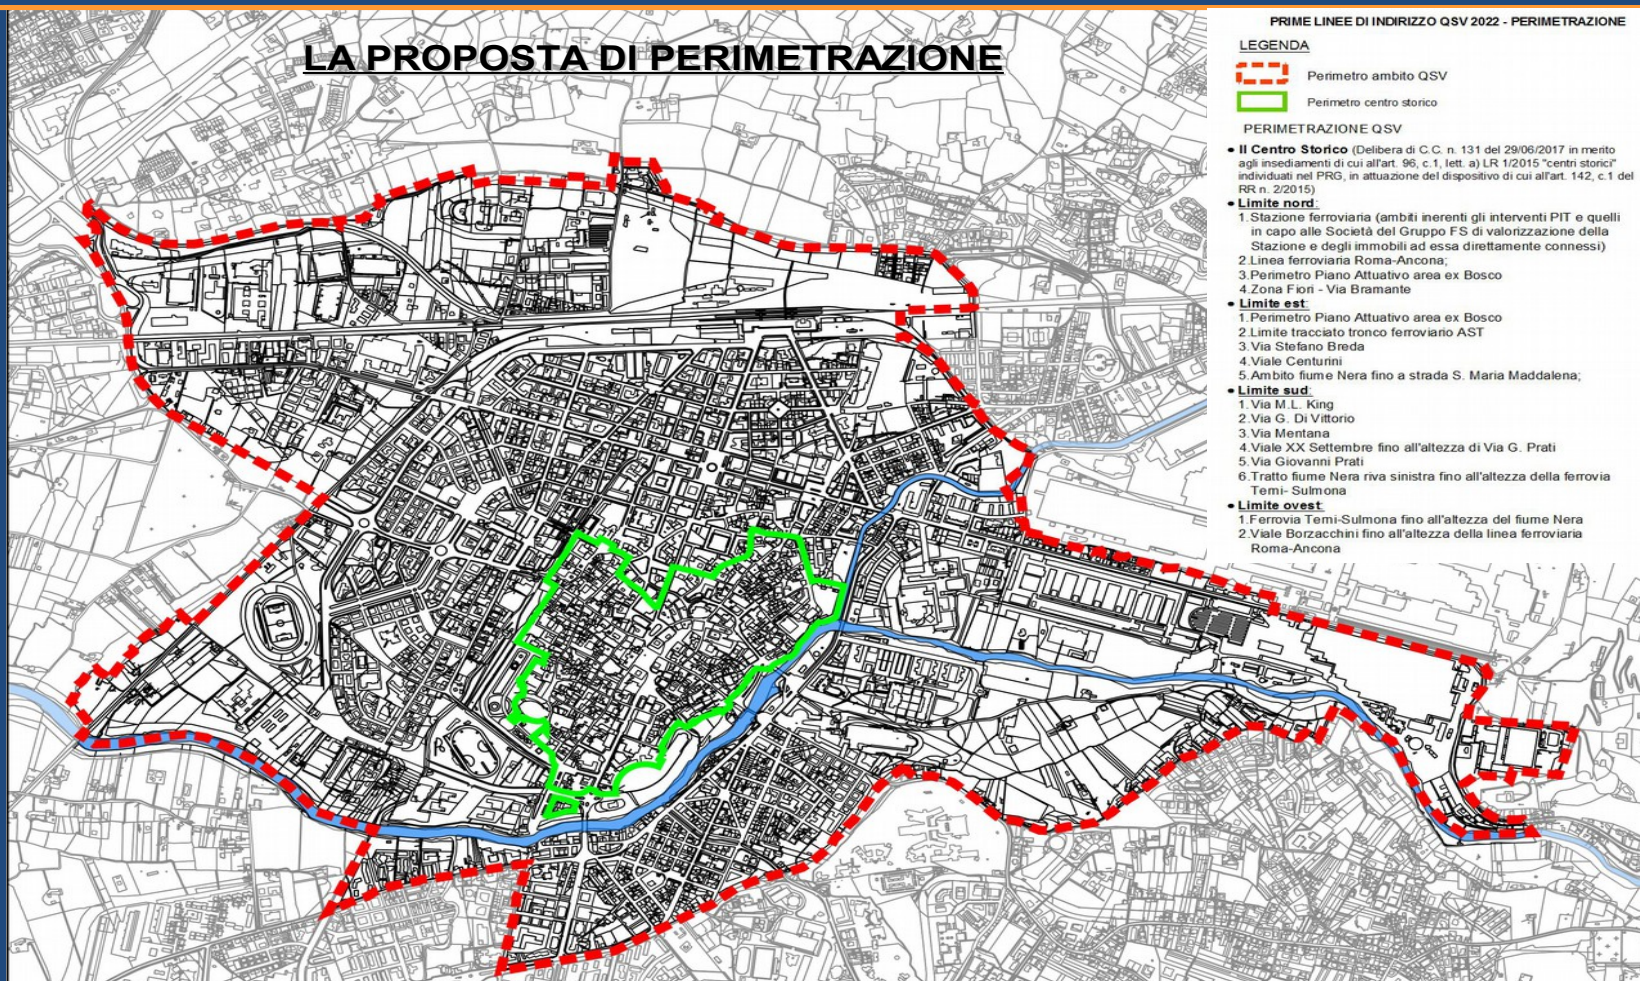 LA PROPOSTA DI PERIMETRAZIONE
PRIME LINEE DI INDIRIZZO QSV 2022 - PERIMETRAZIONE
LEGENDA
Perimetro ambito QSV
Perimetro centro storico
PERIMETRAZIONE QSV
• Il Centro Storico (Delibera di C.C. n. 131 del 29/06/2017 in merito
agli insediamenti di cui all'art. 96, c.1, lett. a) LR 1/2015 "centri storici"
individuati nel PRG, in attuazione del dispositivo di cui all'art. 142, c.1 del
RR n. 2/2015)
• Limite nord:
1.Stazione ferroviaria (ambiti inerenti gli interventi PIT e quelli
in capo alle Società del Gruppo FS di valorizzazione della
Stazione e degli immobili ad essa direttamente connessi)
2.Linea ferroviaria Roma-Ancona;
3.Perimetro Piano Attuativo area ex Bosco
4.Zona Fiori - Via Bramante
• Limite est:
1.Perimetro Piano Attuativo area ex Bosco
2.Limite tracciato tronco ferroviario AST
3.Via Stefano Breda
4.Viale Centurini
5.Ambito fiume Nera fino a strada S. Maria Maddalena;
• Limite sud:
1.Via M.L. King
2.Via G. Di Vittorio
3.Via Mentana
4.Viale XX Settembre fino all'altezza di Via G. Prati
5.Via Giovanni Prati
6.Tratto fiume Nera riva sinistra fino all'altezza della ferrovia
Terni- Sulmona
• Limite ovest:
1.Ferrovia Terni-Sulmona fino all'altezza del fiume Nera
2.Viale Borzacchini fino all'altezza della linea ferroviaria
Roma-Ancona